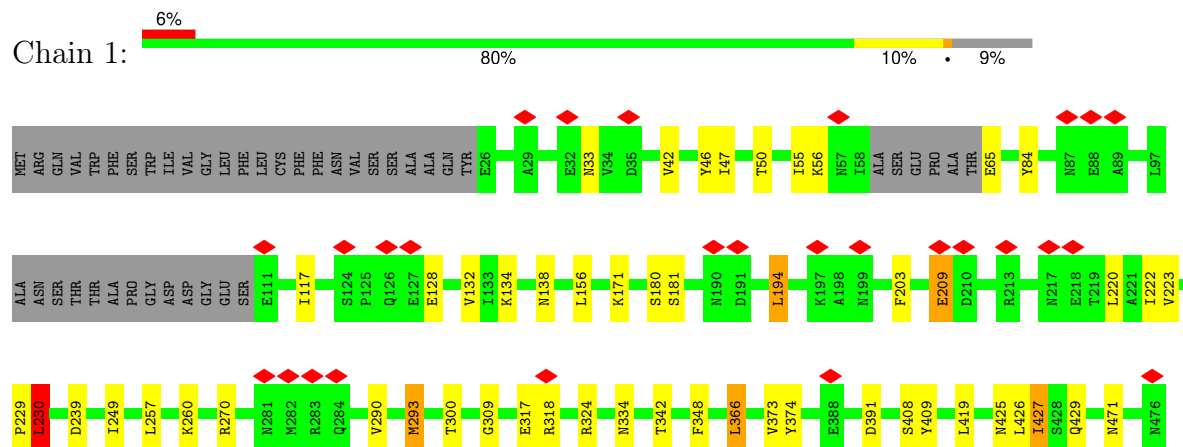 6%
Chain 1:
80% 10% • 9%
MET ARG GLN VAL TRP PHE SER TRP ILE VAL GLY LEU PHE LEU CYS PHE PHE ASN VAL SER SER ALA ALA GLN TYR E26 A29 E32 N33 V34 D35 V42 Y46 I47 T50 I55 K56 N57 I58 ALA SER GLU PRO ALA THR E65 Y84 N87 E88 A89 L97
ALA ASN SER THR THR ALA PRO GLY ASP ASP GLY GLU SER E111 I117 S124 P125 Q126 E127 E128 V132 I133 K134 N138 L156 K171 S180 S181 N190 D191 L194 K197 A198 N199 F203 E209 D210 R213 N217 E218 T219 L220 A221 I222 V223
P229 L230 D239 I249 L257 K260 R270 N281 M282 R283 Q284 V290 M293 T300 G309 E317 R318 R324 N334 T342 F348 L366 V373 Y374 E388 D391 S408 Y409 L419 N425 L426 I427 S428 Q429 N471 N476